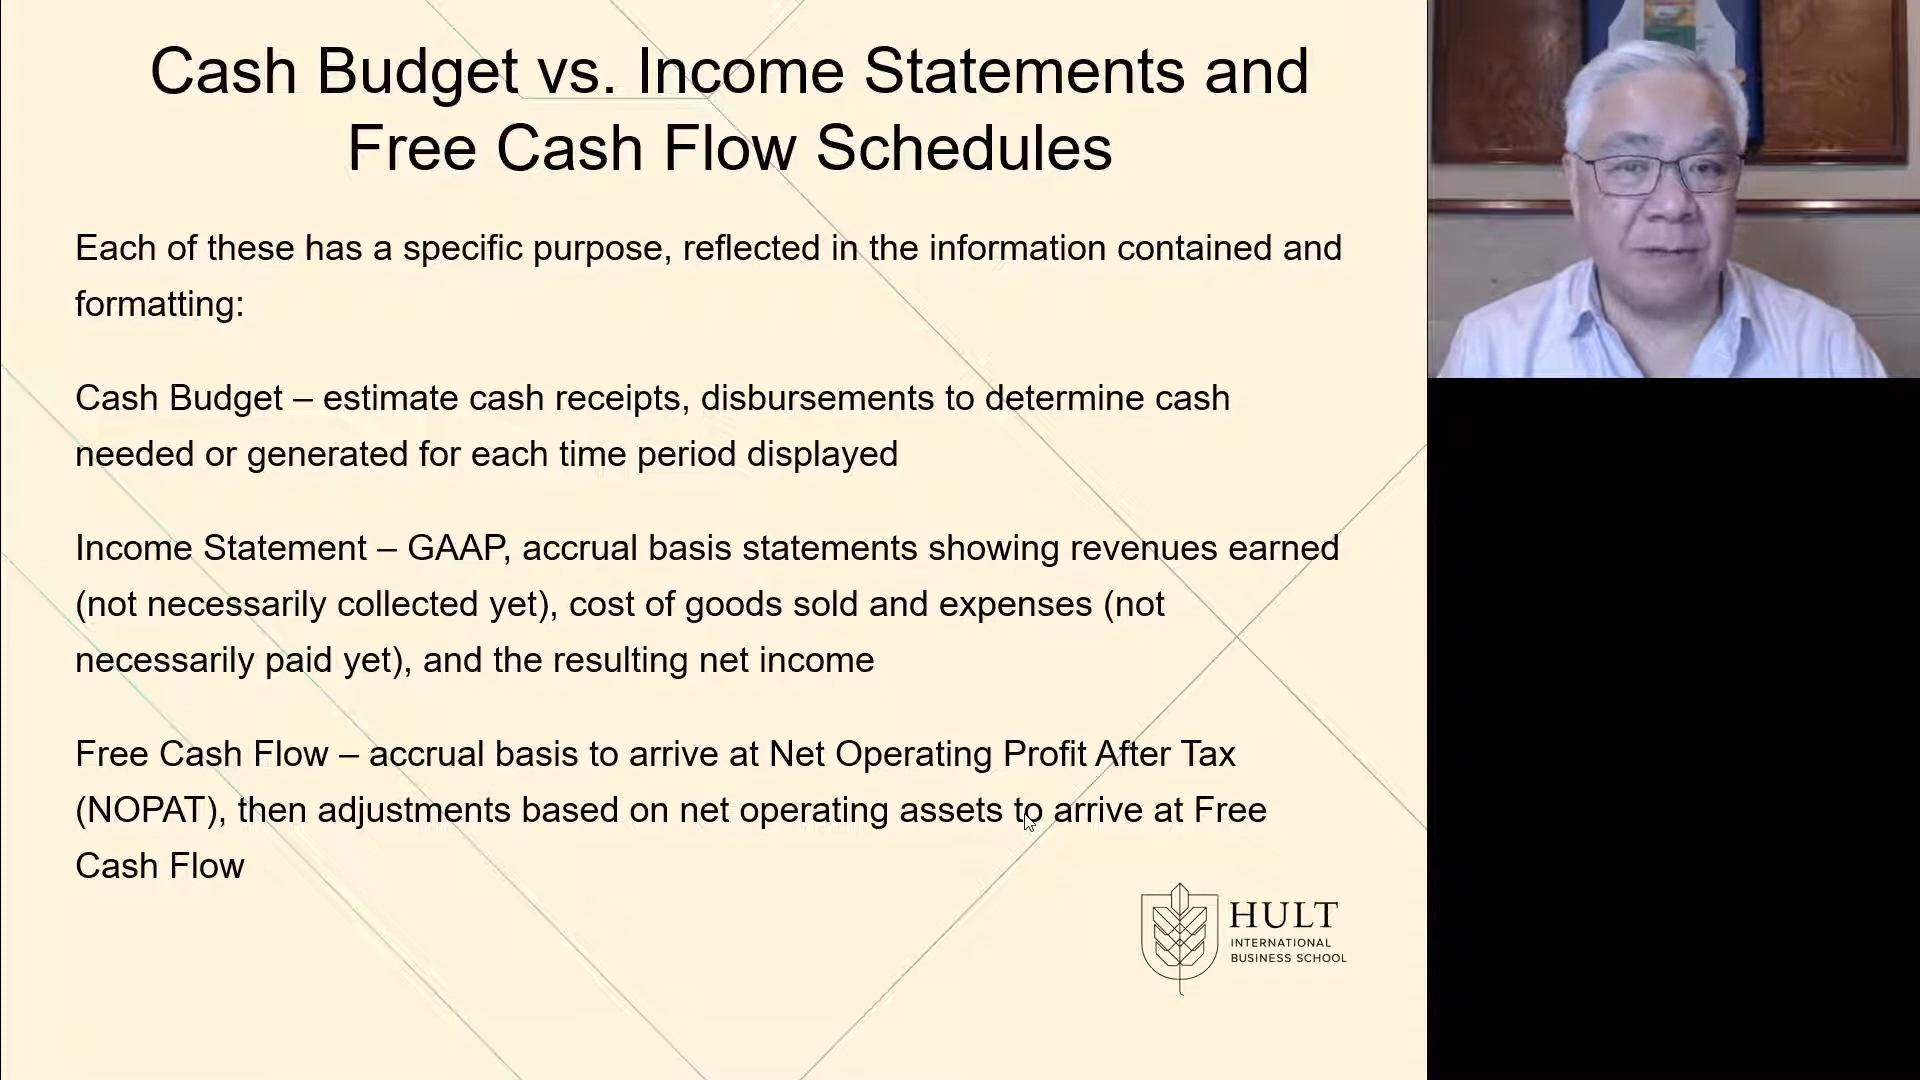 Cash Budget vs. Income Statements and
Free Cash Flow Schedules
Each of these has a specific purpose, reflected in the information contained and
formatting:
Cash Budget – estimate cash receipts, disbursements to determine cash
needed or generated for each time period displayed
Income Statement – GAAP, accrual basis statements showing revenues earned
(not necessarily collected yet), cost of goods sold and expenses (not
necessarily paid yet), and the resulting net income
Free Cash Flow – accrual basis to arrive at Net Operating Profit After Tax
(NOPAT), then adjustments based on net operating assets to arrive at Free
Cash Flow
HULT
INTERNATIONAL
BUSINESS SCHOOL